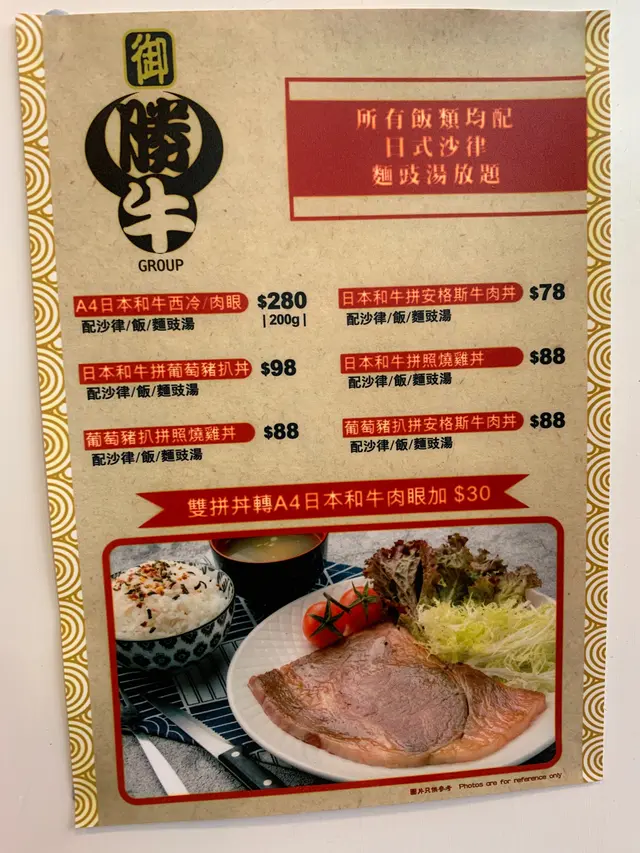 御
勝
牛
GROUP
所有飯類均配
日式沙律
麵豉湯放題
A4日本和牛西冷/肉眼 $280
配沙律/飯/麵豉湯 | 200g |
日本和牛拼安格斯牛肉丼 $78
配沙律/飯/麵豉湯
日本和牛拼葡萄豬扒丼 $98
配沙律/飯/麵豉湯
日本和牛拼照燒雞丼 $88
配沙律/飯/麵豉湯
葡萄豬扒拼照燒雞丼 $88
配沙律/飯/麵豉湯
葡萄豬扒拼安格斯牛肉丼 $88
配沙律/飯/麵豉湯
雙拼丼轉A4日本和牛肉眼加 $30
圖片只供參考 Photos are for reference only